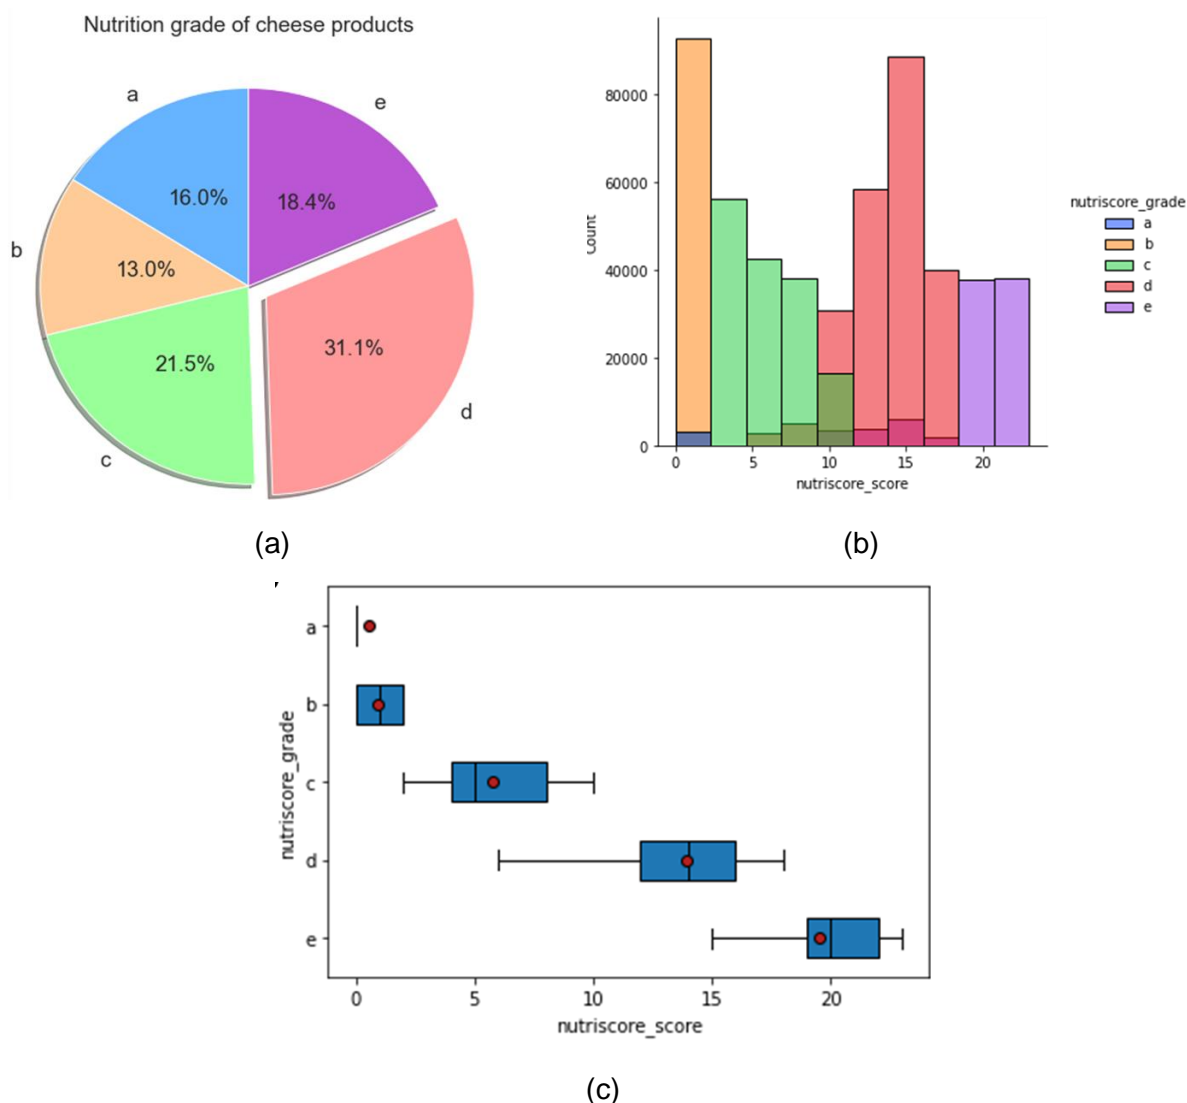 Nutrition grade of cheese products
a
e
16.0%
18.4%
b
13.0%
31.1%
21.5%
d
c
(a)
80000
60000
Count
40000
20000
0
0 5 10 15 20
nutriscore_score
nutriscore_grade
a
b
c
d
e
(b)
a
b
c
d
e
nutriscore_grade
0 5 10 15 20
nutriscore_score
(c)